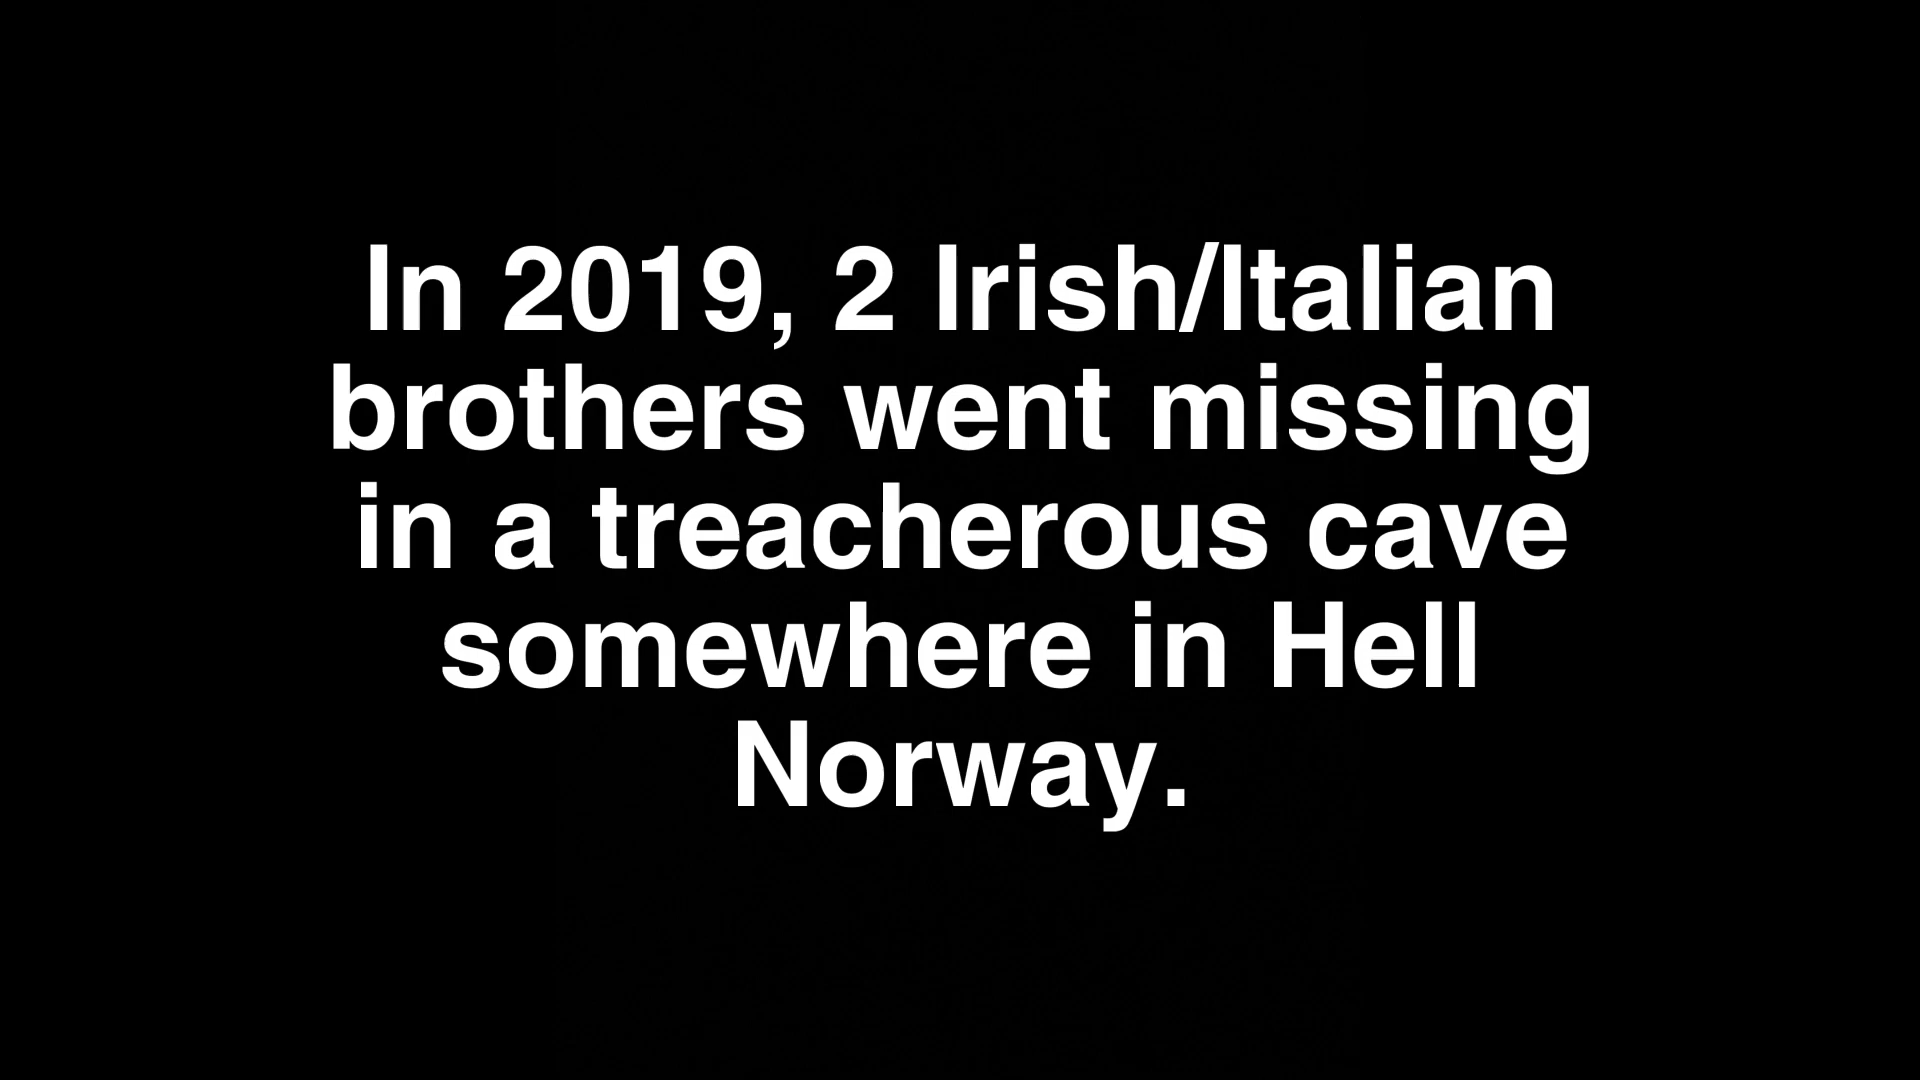 In 2019, 2 Irish/Italian
brothers went missing
in a treacherous cave
somewhere in Hell
Norway.